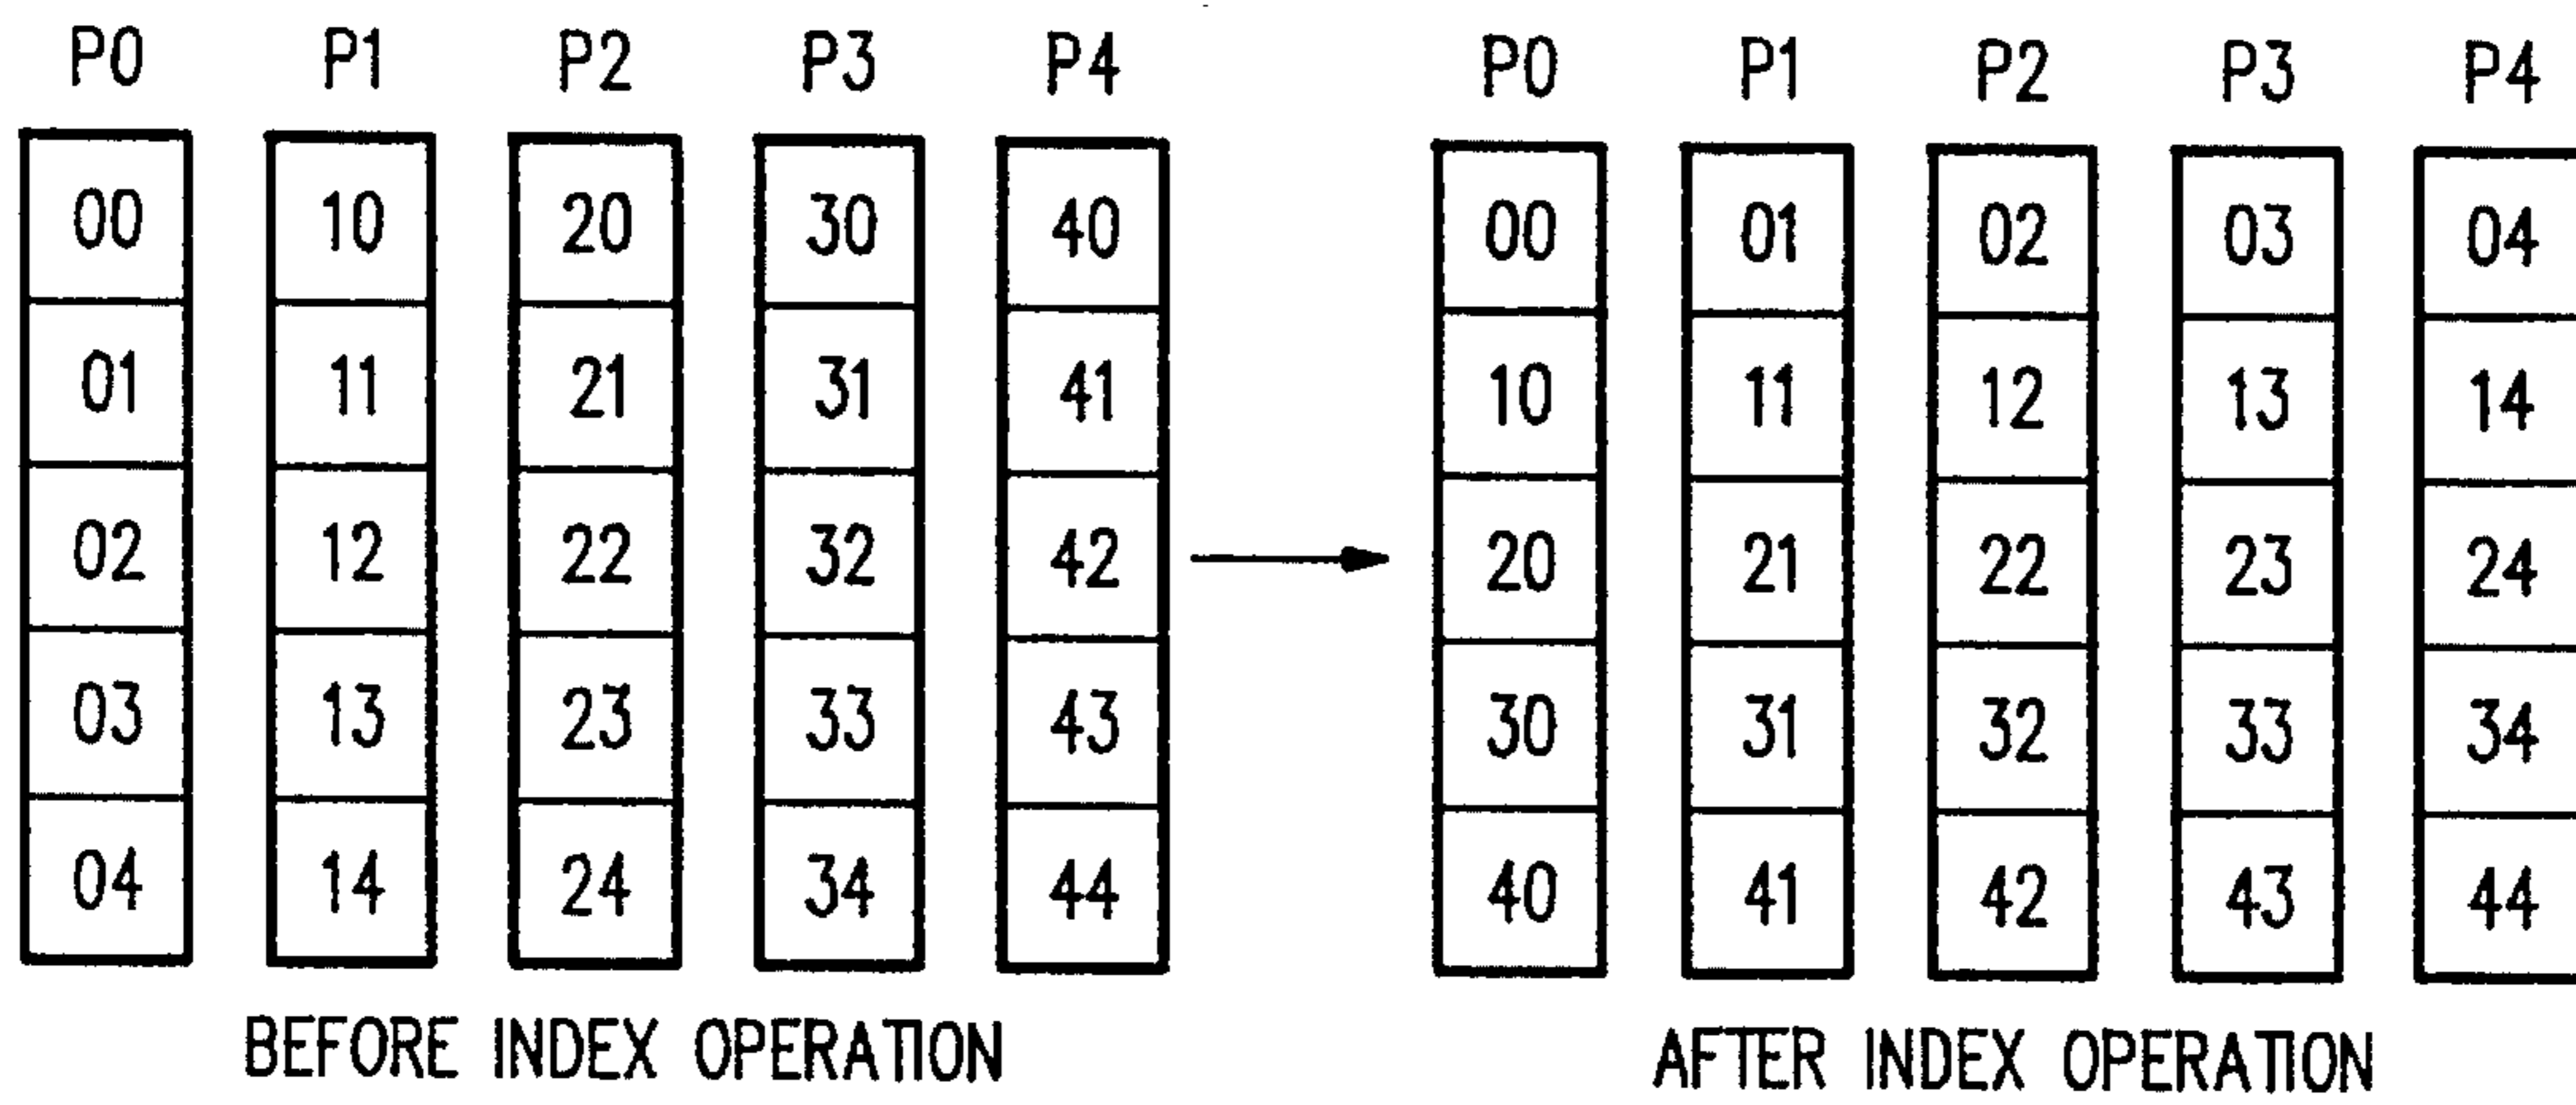 P0 P1 P2 P3 P4 P0 P1 P2 P3 P4
00 10 20 30 40 00 01 02 03 04
01 11 21 31 41 10 11 12 13 14
02 12 22 32 42 20 21 22 23 24
03 13 23 33 43 30 31 32 33 34
04 14 24 34 44 40 41 42 43 44
BEFORE INDEX OPERATION AFTER INDEX OPERATION